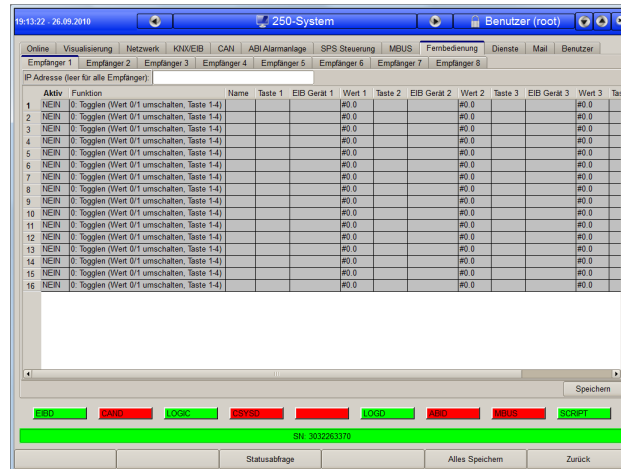 19:13:22 - 26.09.2010 250-System Benutzer (root)
Online Visualisierung Netzwerk KNX/EIB CAN ABI Alarmanlage SPS Steuerung MBUS Fernbedienung Dienste Mail Benutzer
Empfänger 1 Empfänger 2 Empfänger 3 Empfänger 4 Empfänger 5 Empfänger 6 Empfänger 7 Empfänger 8
IP Adresse (leer für alle Empfänger):
Aktiv Funktion Name Taste 1 EIB Gerät 1 Wert 1 Taste 2 EIB Gerät 2 Wert 2 Taste 3 EIB Gerät 3 Wert 3 Tas
1 NEIN 0: Togglen (Wert 0/1 umschalten, Taste 1-4) #0.0 #0.0 #0.0
2 NEIN 0: Togglen (Wert 0/1 umschalten, Taste 1-4) #0.0 #0.0 #0.0
3 NEIN 0: Togglen (Wert 0/1 umschalten, Taste 1-4) #0.0 #0.0 #0.0
4 NEIN 0: Togglen (Wert 0/1 umschalten, Taste 1-4) #0.0 #0.0 #0.0
5 NEIN 0: Togglen (Wert 0/1 umschalten, Taste 1-4) #0.0 #0.0 #0.0
6 NEIN 0: Togglen (Wert 0/1 umschalten, Taste 1-4) #0.0 #0.0 #0.0
7 NEIN 0: Togglen (Wert 0/1 umschalten, Taste 1-4) #0.0 #0.0 #0.0
8 NEIN 0: Togglen (Wert 0/1 umschalten, Taste 1-4) #0.0 #0.0 #0.0
9 NEIN 0: Togglen (Wert 0/1 umschalten, Taste 1-4) #0.0 #0.0 #0.0
10 NEIN 0: Togglen (Wert 0/1 umschalten, Taste 1-4) #0.0 #0.0 #0.0
11 NEIN 0: Togglen (Wert 0/1 umschalten, Taste 1-4) #0.0 #0.0 #0.0
12 NEIN 0: Togglen (Wert 0/1 umschalten, Taste 1-4) #0.0 #0.0 #0.0
13 NEIN 0: Togglen (Wert 0/1 umschalten, Taste 1-4) #0.0 #0.0 #0.0
14 NEIN 0: Togglen (Wert 0/1 umschalten, Taste 1-4) #0.0 #0.0 #0.0
15 NEIN 0: Togglen (Wert 0/1 umschalten, Taste 1-4) #0.0 #0.0 #0.0
16 NEIN 0: Togglen (Wert 0/1 umschalten, Taste 1-4) #0.0 #0.0 #0.0
Speichern
EIBD CAND LOGIC CSYSD LOGD ABID MBUS SCRIPT
SN: 3032263370
Statusabfrage Alles Speichern Zurück